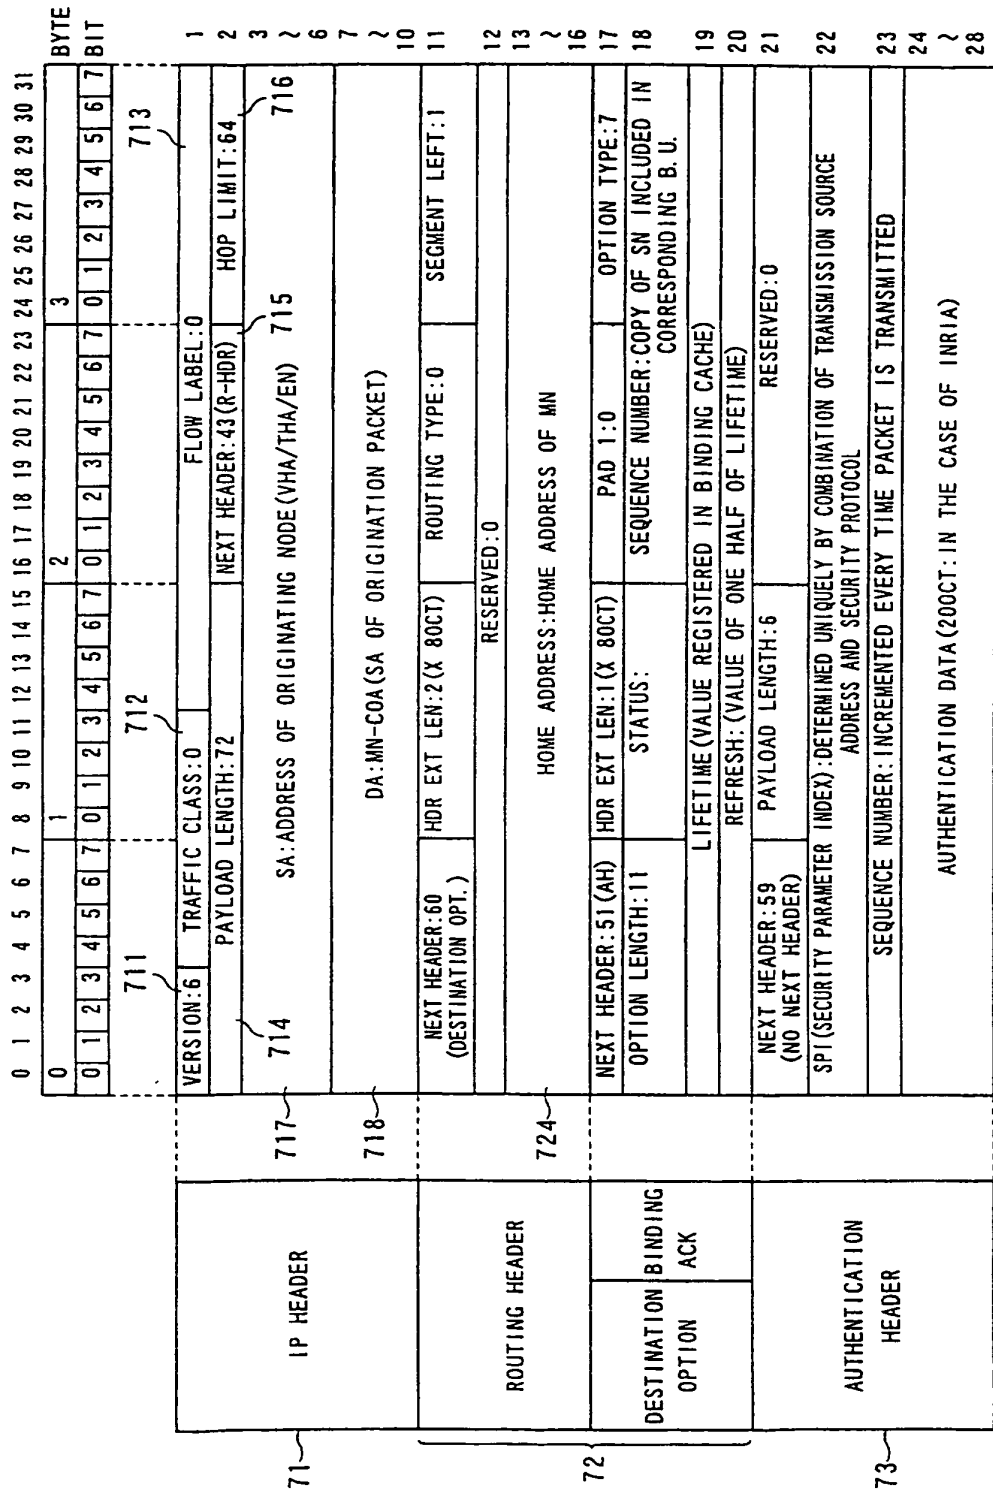 0 1 2 3 4 5 6 7 8 9 10 11 12 13 14 15 16 17 18 19 20 21 22 23 24 25 26 27 28 29 30 31
0 1 2 3 BYTE
0 1 2 3 4 5 6 7 0 1 2 3 4 5 6 7 0 1 2 3 4 5 6 7 0 1 2 3 4 5 6 7 BIT
711 712 713
71
IP HEADER
VERSION:6 TRAFFIC CLASS:0 FLOW LABEL:0 1
714 PAYLOAD LENGTH:72 NEXT HEADER:43(R-HDR) 715 HOP LIMIT:64 716 2
717 SA:ADDRESS OF ORIGINATING NODE(VHA/THA/EN) 3 ~ 6
718 DA:MN-COA(SA OF ORIGINATION PACKET) 7 ~ 10
72
ROUTING HEADER
NEXT HEADER:60 HDR EXT LEN:2(X 8OCT) ROUTING TYPE:0 SEGMENT LEFT:1 11
(DESTINATION OPT.)
RESERVED:0 12
724 HOME ADDRESS:HOME ADDRESS OF MN 13 ~ 16
DESTINATION OPTION
BINDING ACK
NEXT HEADER:51(AH) HDR EXT LEN:1(X 8OCT) PAD 1:0 OPTION TYPE:7 17
OPTION LENGTH:11 STATUS: SEQUENCE NUMBER:COPY OF SN INCLUDED IN 18
CORRESPONDING B.U.
LIFETIME(VALUE REGISTERED IN BINDING CACHE) 19
REFRESH:(VALUE OF ONE HALF OF LIFETIME) 20
73
AUTHENTICATION HEADER
NEXT HEADER:59 PAYLOAD LENGTH:6 RESERVED:0 21
(NO NEXT HEADER)
SPI(SECURITY PARAMETER INDEX):DETERMINED UNIQUELY BY COMBINATION OF TRANSMISSION SOURCE 22
ADDRESS AND SECURITY PROTOCOL
SEQUENCE NUMBER:INCREMENTED EVERY TIME PACKET IS TRANSMITTED 23
AUTHENTICATION DATA(20OCT:IN THE CASE OF INRIA) 24 ~ 28